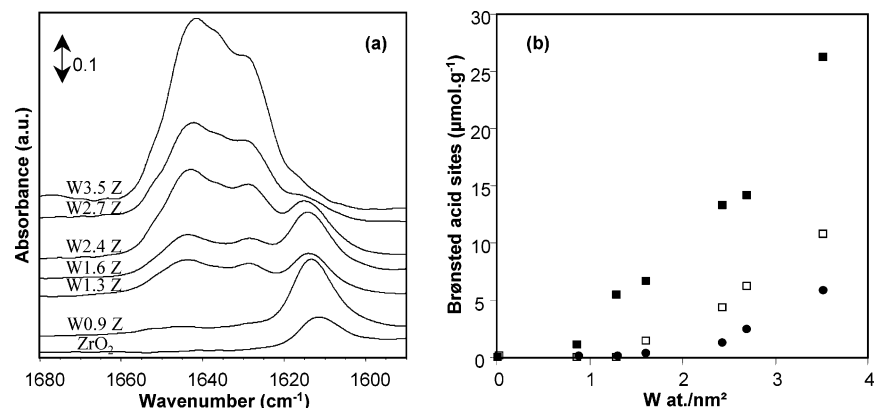 (a)
0.1
Absorbance (a.u.)
W3.5 Z
W2.7 Z
W2.4 Z
W1.6 Z
W1.3 Z
W0.9 Z
ZrO₂
1680 1660 1640 1620 1600
Wavenumber (cm⁻¹)
(b)
Brønsted acid sites (µmol.g⁻¹)
30
25
20
15
10
5
0
0 1 2 3 4
W at./nm²